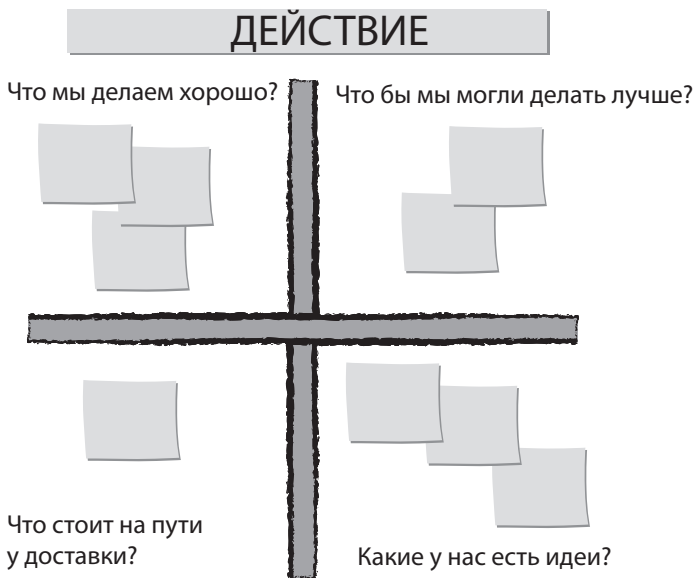 ДЕЙСТВИЕ
Что мы делаем хорошо?
Что бы мы могли делать лучше?
Что стоит на пути
у доставки?
Какие у нас есть идеи?